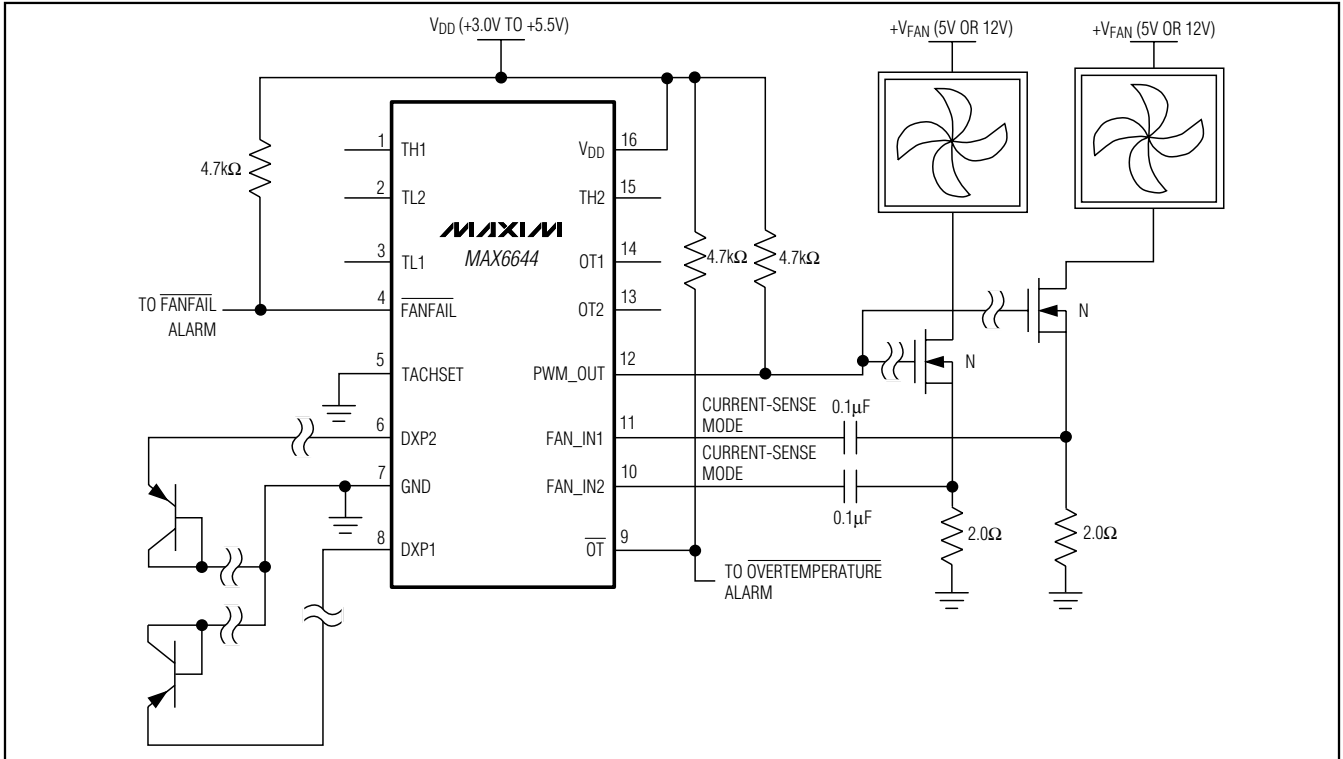 V_DD (+3.0V TO +5.5V)
+V_FAN (5V OR 12V)
+V_FAN (5V OR 12V)
4.7kΩ
1 TH1
2 TL2
3 TL1
4 FANFAIL
5 TACHSET
6 DXP2
7 GND
8 DXP1
MAXIM
MAX6644
16 V_DD
15 TH2
14 OT1
13 OT2
12 PWM_OUT
11 FAN_IN1
10 FAN_IN2
9 OT
TO FANFAIL
ALARM
4.7kΩ
4.7kΩ
N
N
CURRENT-SENSE
MODE
0.1µF
CURRENT-SENSE
MODE
0.1µF
2.0Ω
2.0Ω
TO OVERTEMPERATURE
ALARM